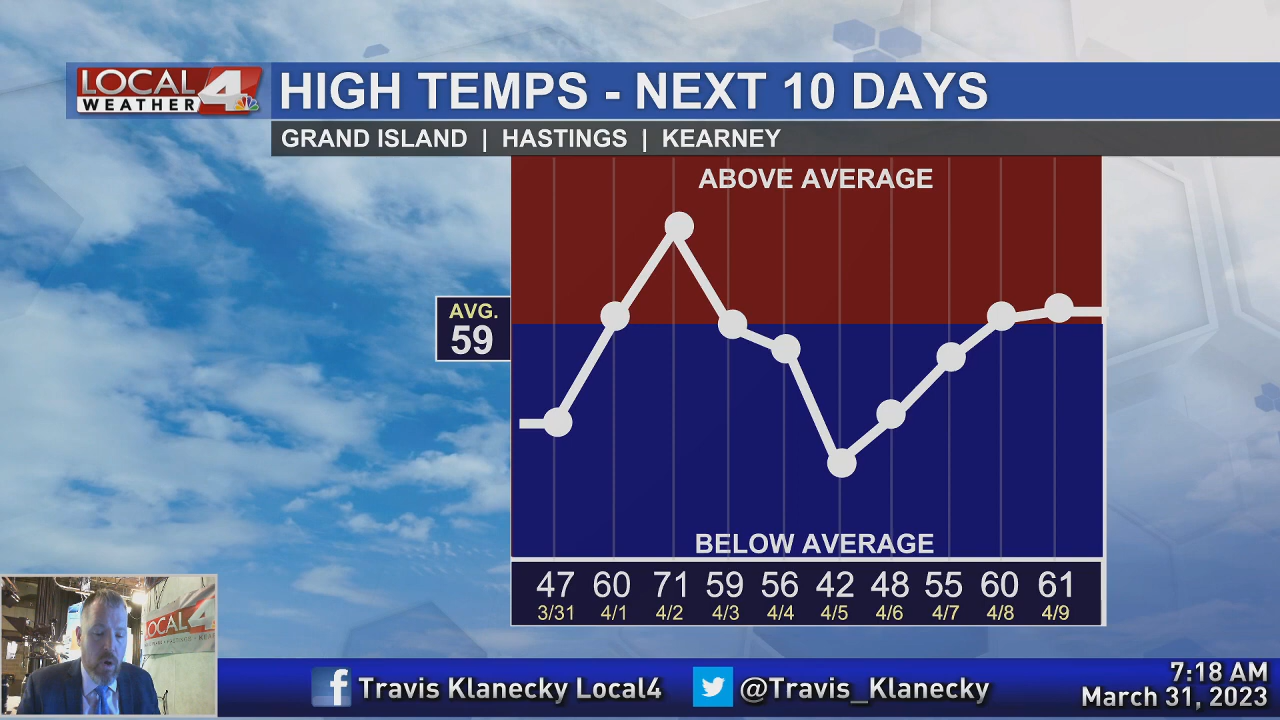 LOCAL 4
WEATHER
HIGH TEMPS - NEXT 10 DAYS
GRAND ISLAND | HASTINGS | KEARNEY
ABOVE AVERAGE
AVG.
59
BELOW AVERAGE
47 60 71 59 56 42 48 55 60 61
3/31 4/1 4/2 4/3 4/4 4/5 4/6 4/7 4/8 4/9
LOCAL 4
f Travis Klanecky Local4
@Travis_Klanecky
7:18 AM
March 31, 2023